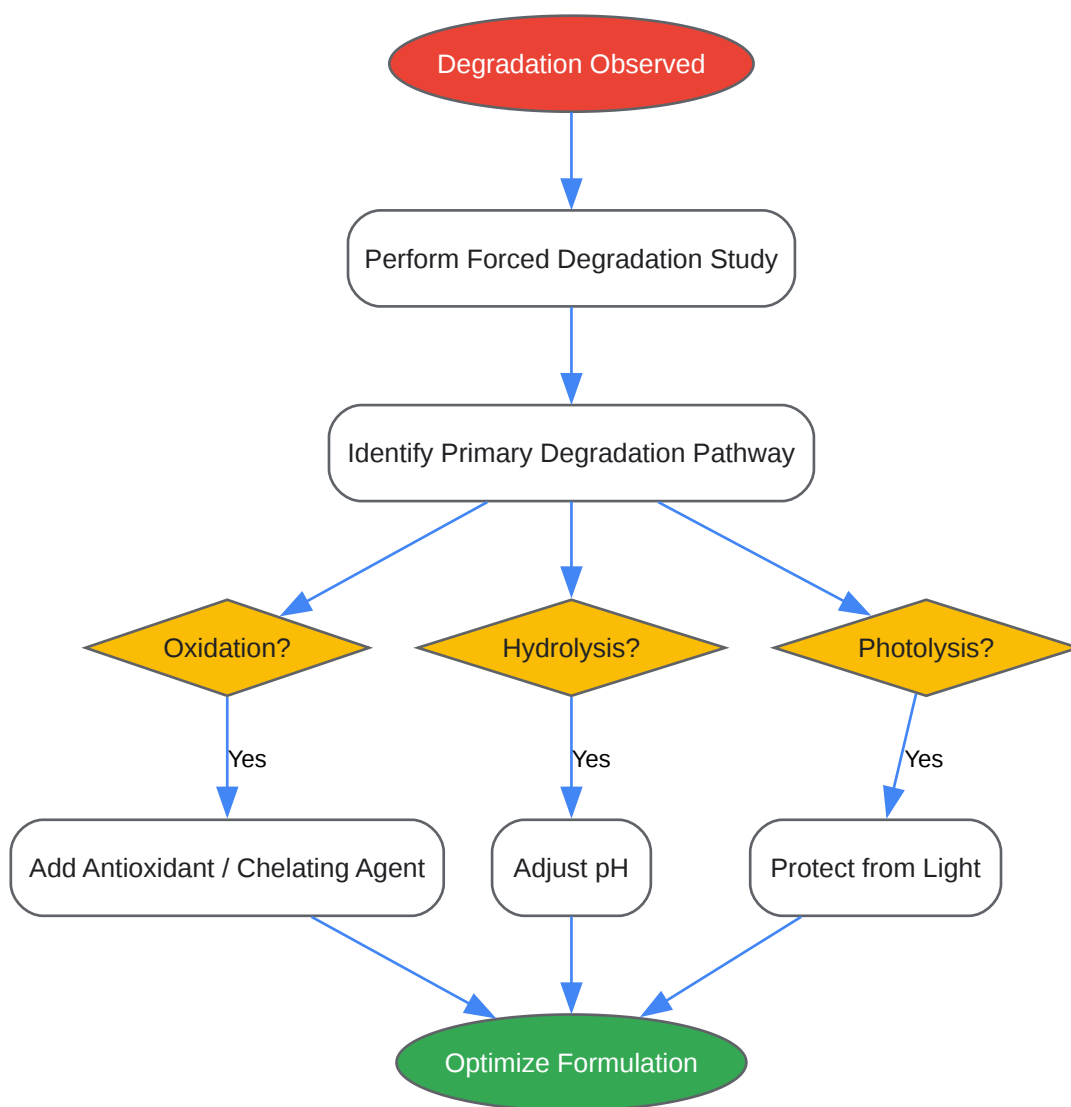 Degradation Observed
Perform Forced Degradation Study
Identify Primary Degradation Pathway
Oxidation?
Hydrolysis?
Photolysis?
Yes
Yes
Yes
Add Antioxidant / Chelating Agent
Adjust pH
Protect from Light
Optimize Formulation